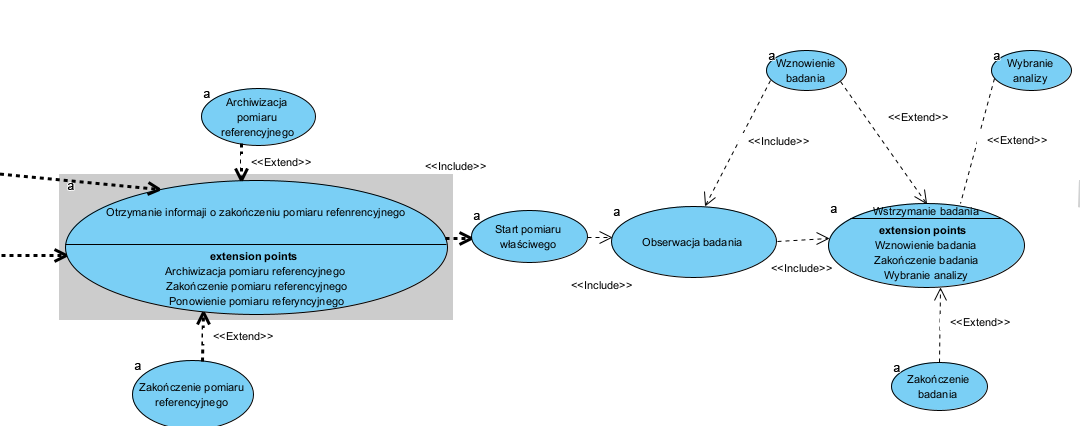 a
Archiwizacja
pomiaru
referencyjnego
<<Extend>>
<<Include>>
a
Otrzymanie informaji o zakończeniu pomiaru refenrencyjnego
extension points
Archiwizacja pomiaru referencyjnego
Zakończenie pomiaru referencyjnego
Ponowienie pomiaru referyncyjnego
<<Extend>>
a
Zakończenie pomiaru
referencyjnego
a
Start pomiaru
właściwego
<<Include>>
a
Obserwacja badania
<<Include>>
a
Wznowienie
badania
<<Include>>
<<Extend>>
a
Wybranie
analizy
<<Extend>>
a
Wstrzymanie badania
extension points
Wznowienie badania
Zakończenie badania
Wybranie analizy
<<Extend>>
a
Zakończenie
badania